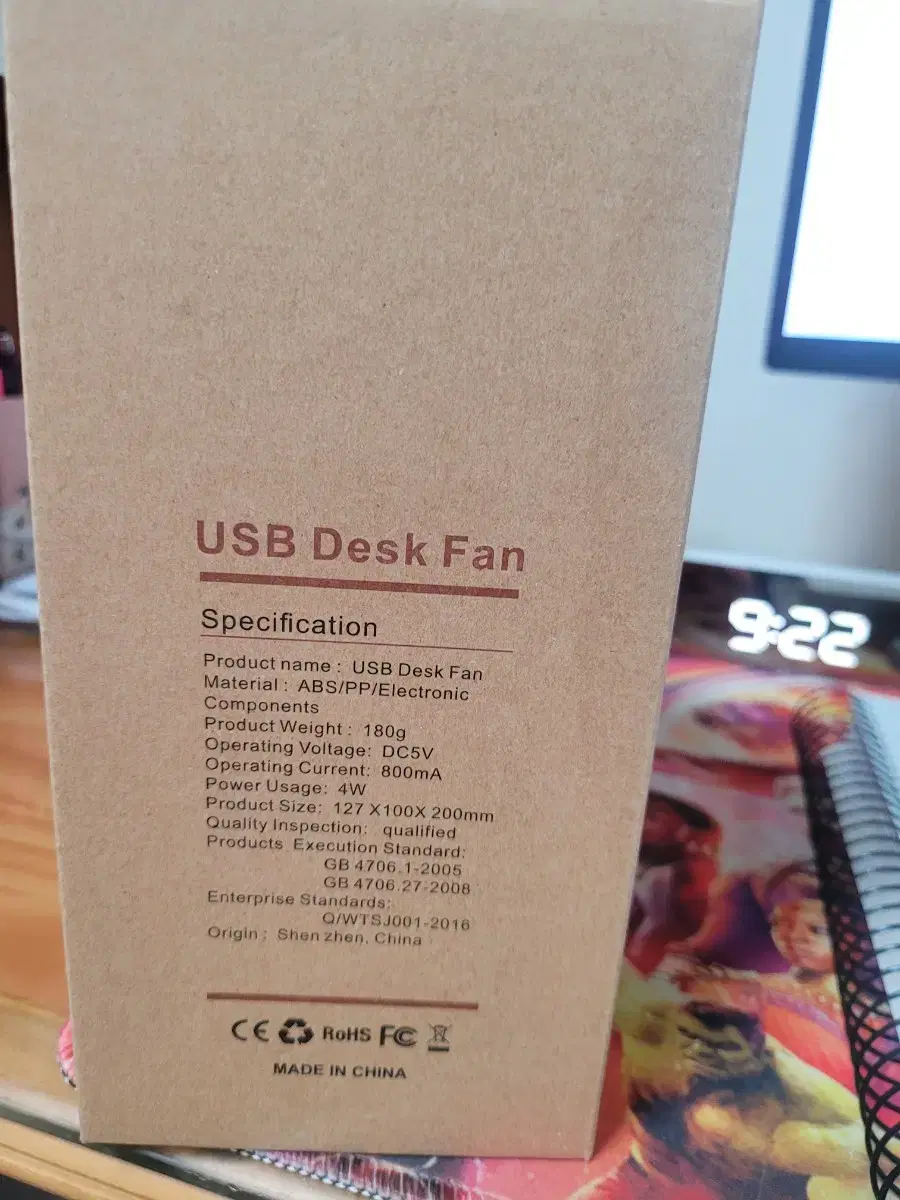 USB Desk Fan
Specification
Product name : USB Desk Fan
Material : ABS/PP/Electronic
Components
Product Weight : 180g
Operating Voltage: DC5V
Operating Current: 800mA
Power Usage: 4W
Product Size: 127 X100X 200mm
Quality Inspection: qualified
Products Execution Standard:
GB 4706.1-2005
GB 4706.27-2008
Enterprise Standards:
Q/WTSJ001-2016
Origin : Shen zhen, China
CE RoHS FC
MADE IN CHINA
9:22